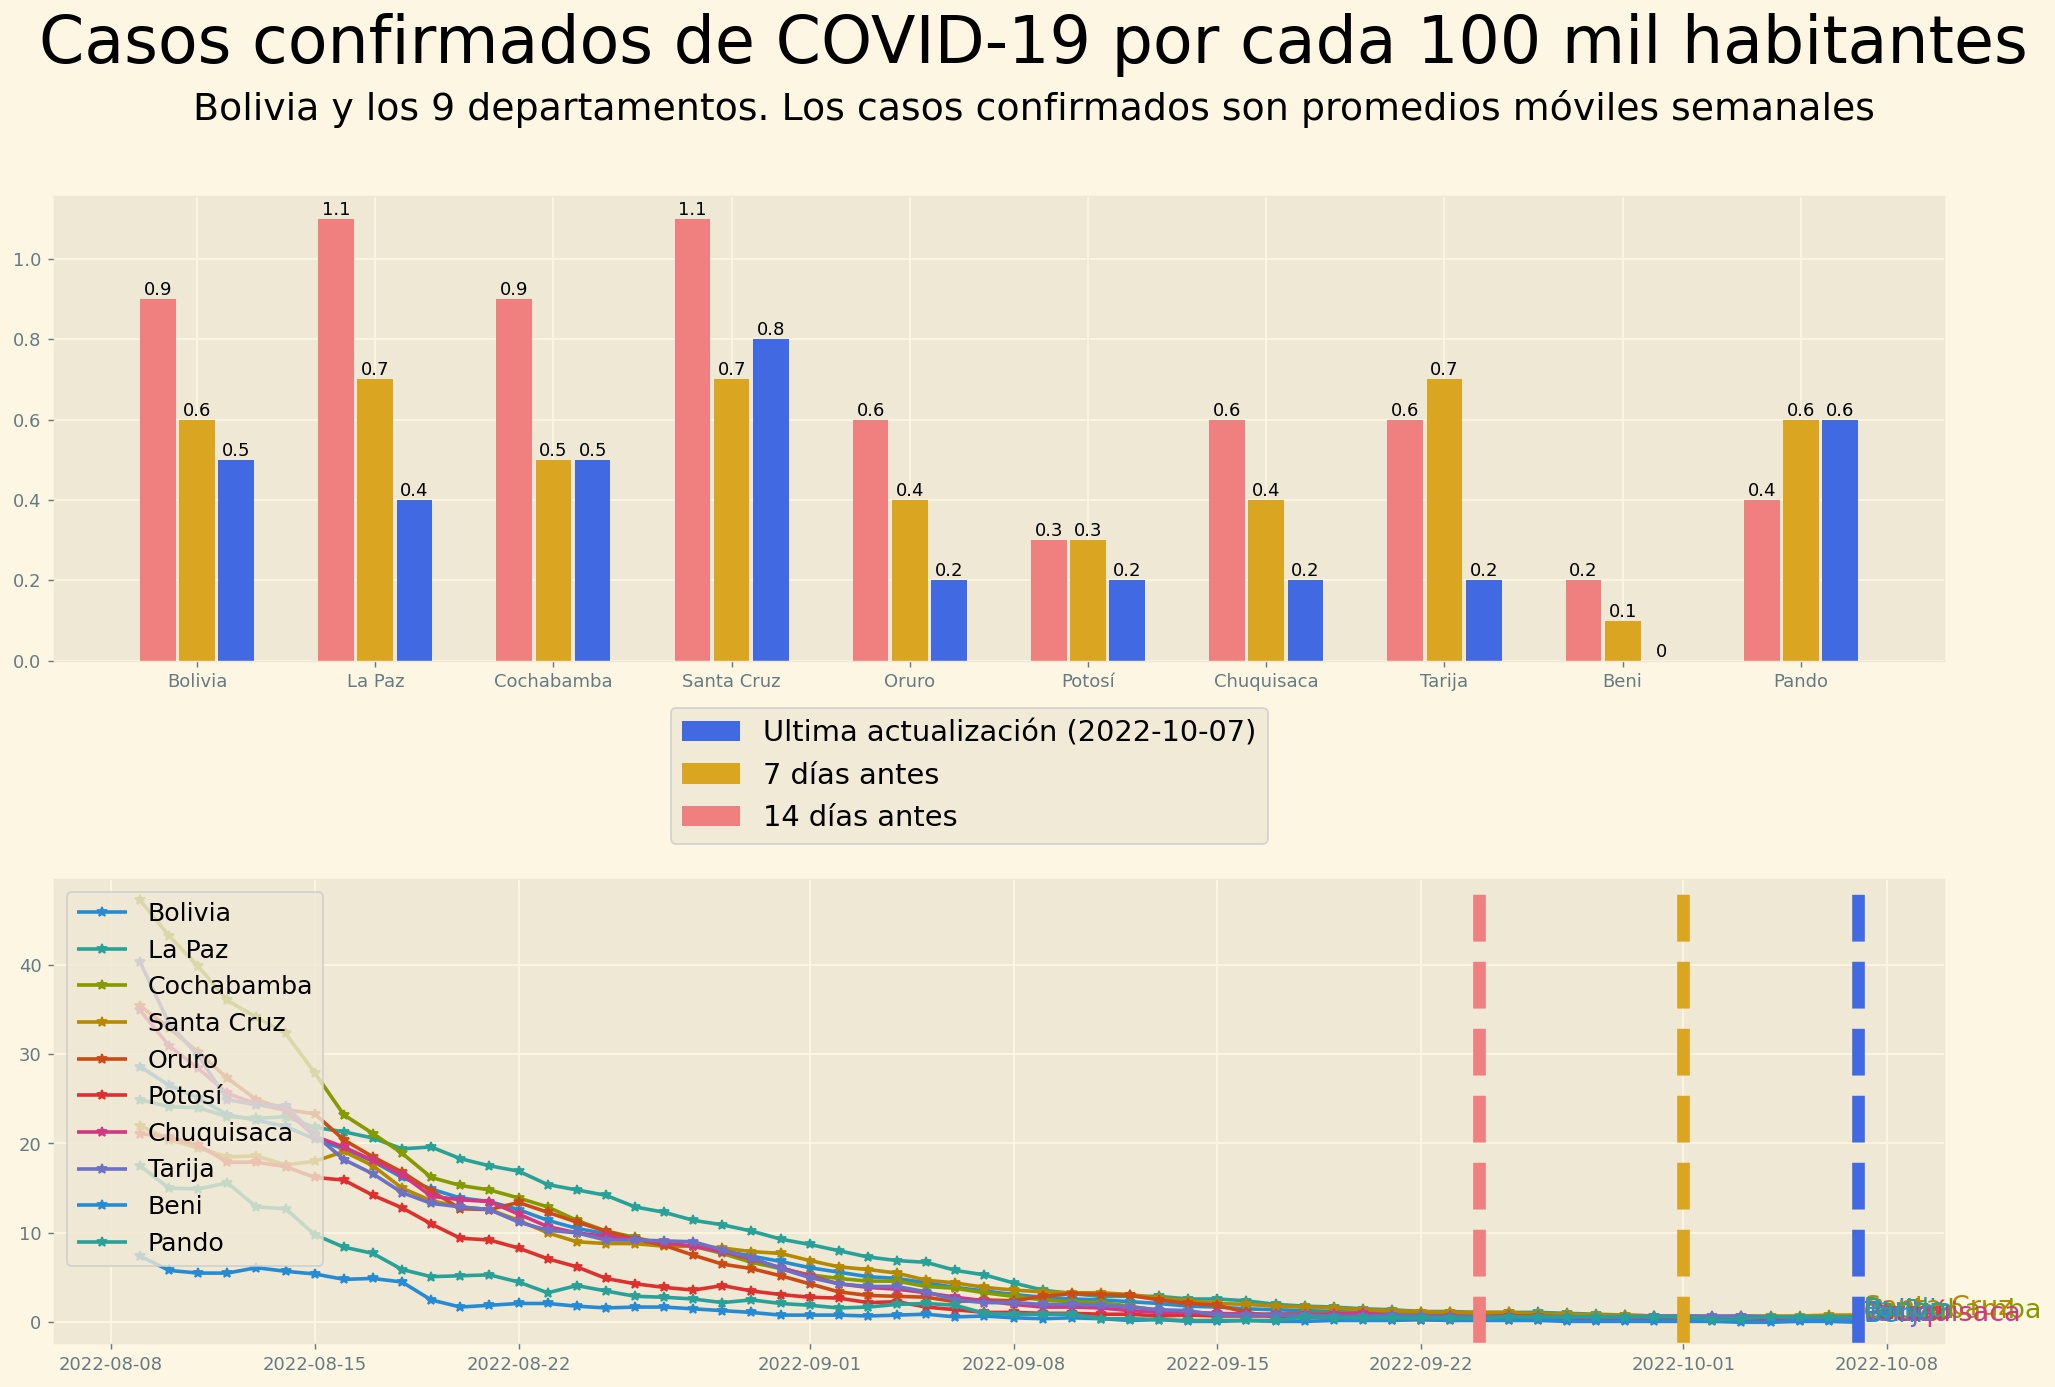 Casos confirmados de COVID-19 por cada 100 mil habitantes
Bolivia y los 9 departamentos. Los casos confirmados son promedios móviles semanales
1.1 1.1
1.0
0.9 0.9
0.8 0.8
0.7 0.7 0.7
0.6 0.6 0.6 0.6 0.6 0.6 0.6
0.5 0.5 0.5
0.4 0.4 0.4 0.4 0.4
0.3 0.3
0.2 0.2 0.2 0.2 0.2 0.2
0.1
0.0 0
Bolivia La Paz Cochabamba Santa Cruz Oruro Potosí Chuquisaca Tarija Beni Pando
Ultima actualización (2022-10-07)
7 días antes
14 días antes
Bolivia
La Paz
Cochabamba
Santa Cruz
Oruro
Potosí
Chuquisaca
Tarija
Beni
Pando
40
30
20
10
0
2022-08-08 2022-08-15 2022-08-22 2022-09-01 2022-09-08 2022-09-15 2022-09-22 2022-10-01 2022-10-08